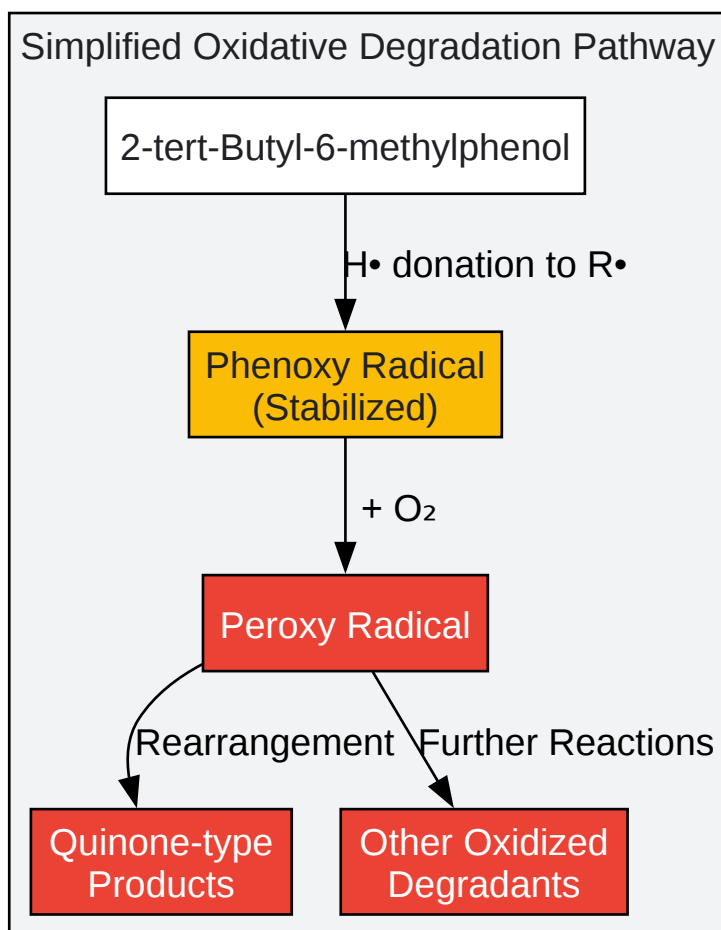 Simplified Oxidative Degradation Pathway
2-tert-Butyl-6-methylphenol
H• donation to R•
Phenoxy Radical
(Stabilized)
+ O₂
Peroxy Radical
Rearrangement
Further Reactions
Quinone-type
Products
Other Oxidized
Degradants